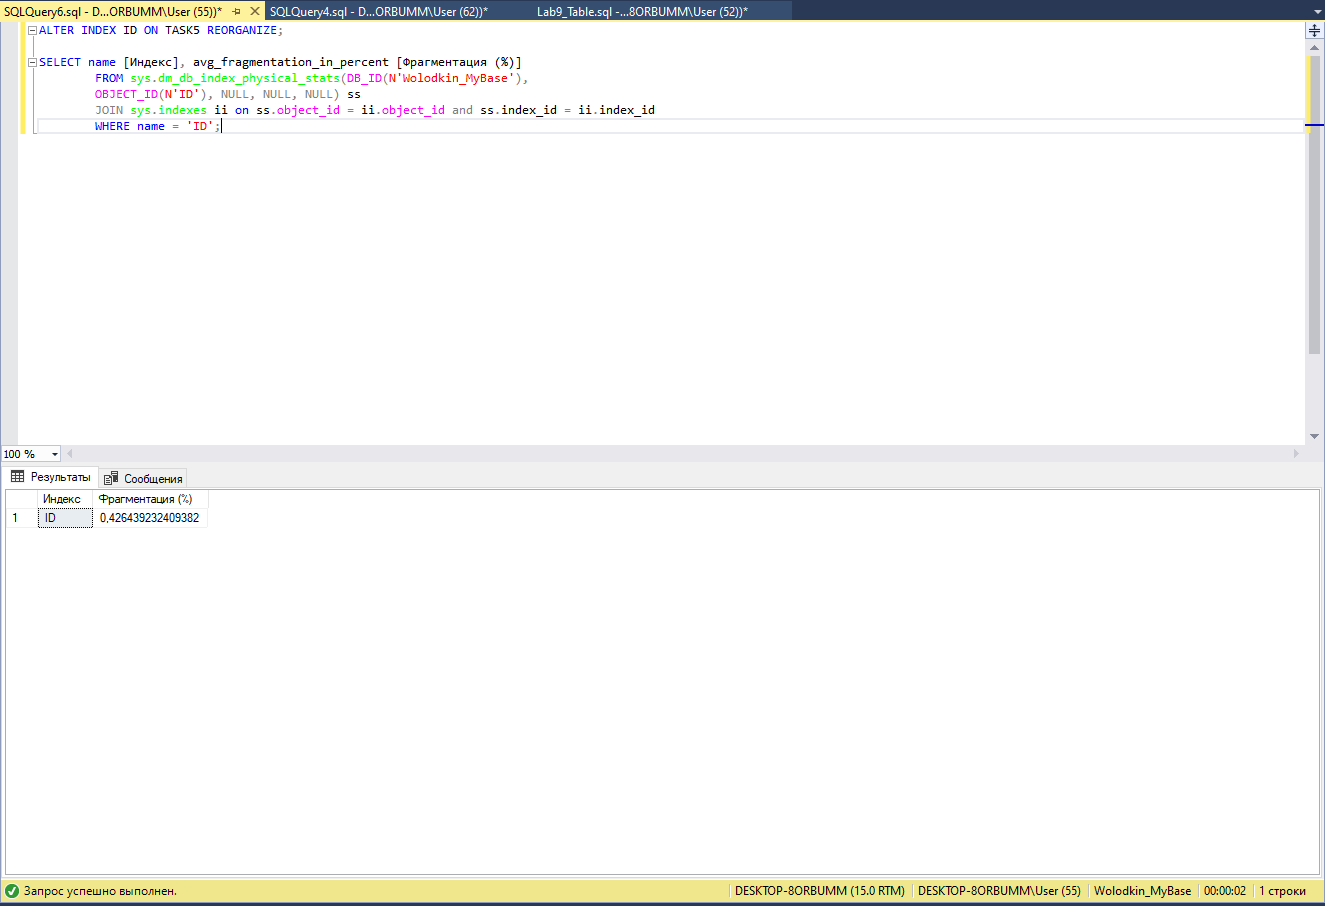 SQLQuery6.sql - D...ORBUMM\User (55))* SQLQuery4.sql - D...ORBUMM\User (62))* Lab9_Table.sql -...8ORBUMM\User (52))*
ALTER INDEX ID ON TASK5 REORGANIZE;
SELECT name [Индекс], avg_fragmentation_in_percent [Фрагментация (%)]
FROM sys.dm_db_index_physical_stats(DB_ID(N'Wolodkin_MyBase'),
OBJECT_ID(N'ID'), NULL, NULL, NULL) ss
JOIN sys.indexes ii on ss.object_id = ii.object_id and ss.index_id = ii.index_id
WHERE name = 'ID';
100 %
Результаты Сообщения
Индекс Фрагментация (%)
1 ID 0,426439232409382
Запрос успешно выполнен. DESKTOP-8ORBUMM (15.0 RTM) DESKTOP-8ORBUMM\User (55) Wolodkin_MyBase 00:00:02 1 строки